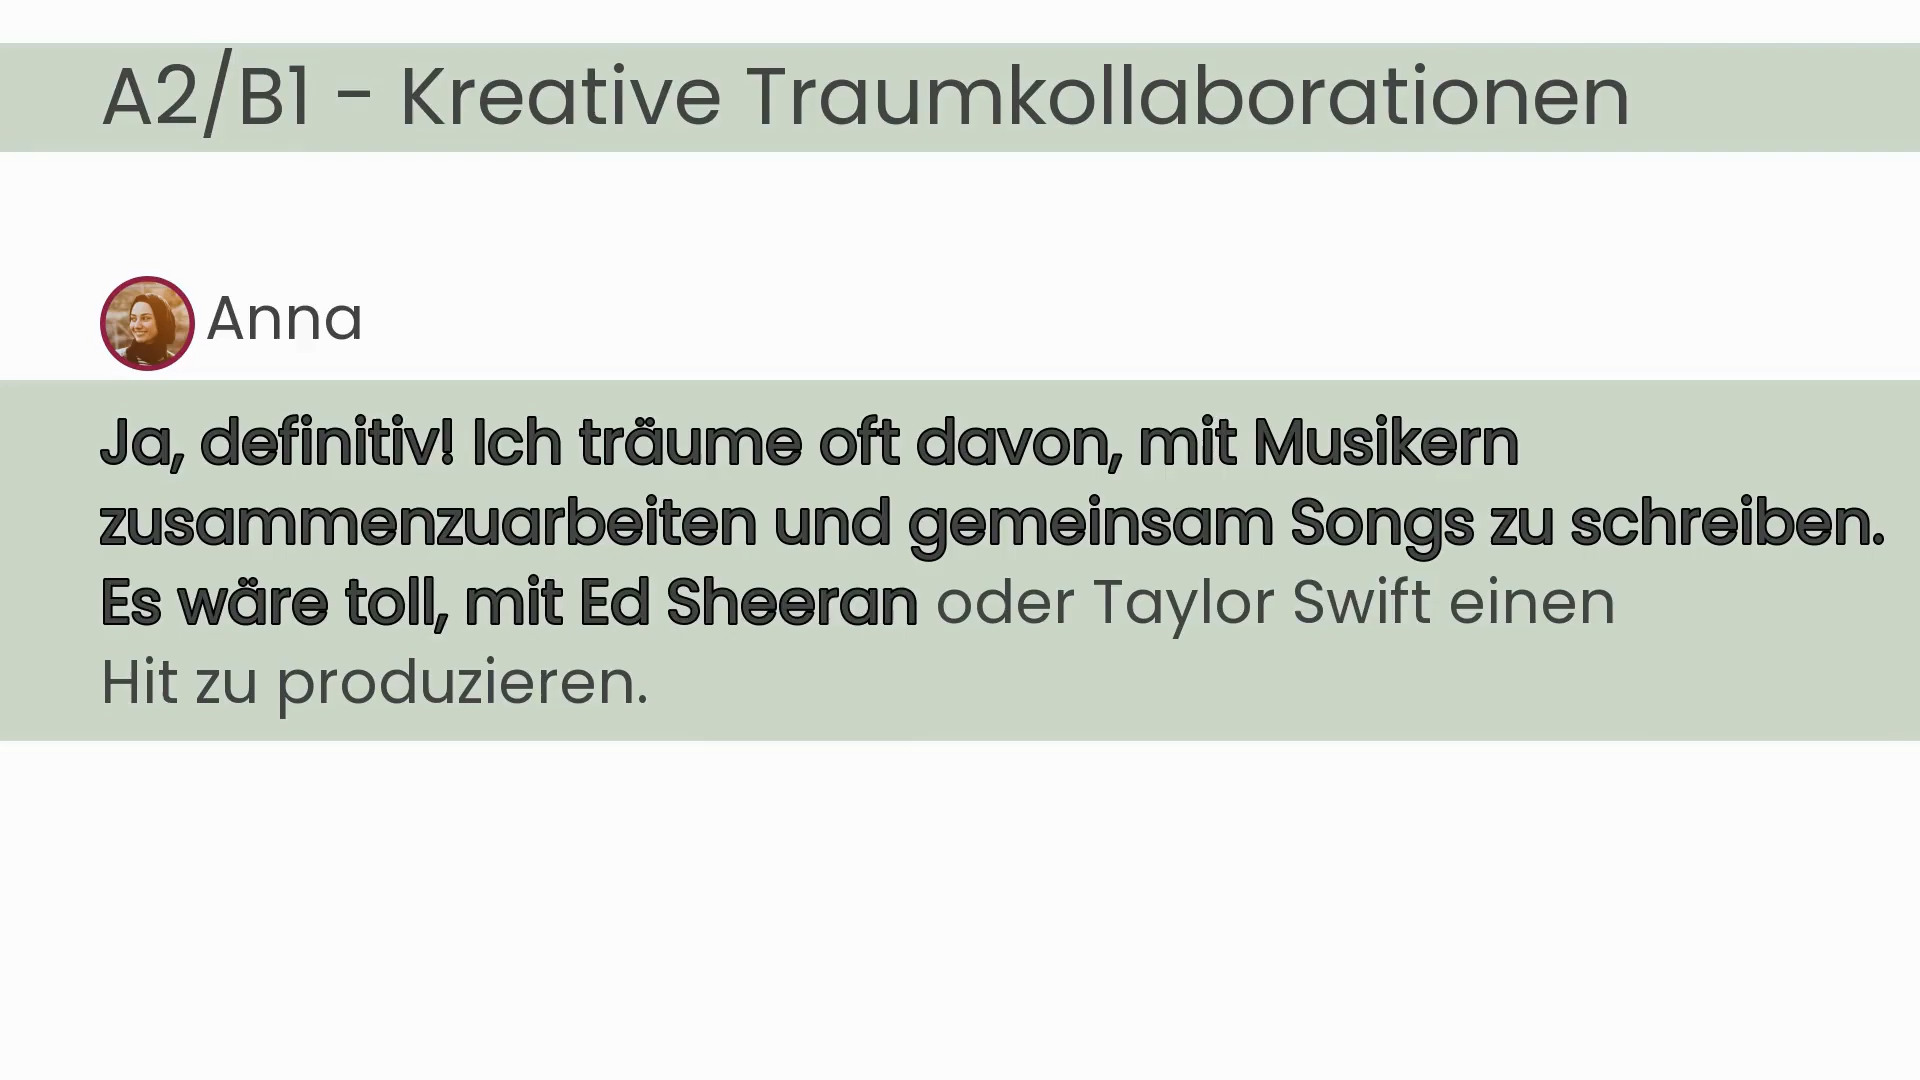 A2/B1 - Kreative Traumkollaborationen
Anna
Ja, definitiv! Ich träume oft davon, mit Musikern
zusammenzuarbeiten und gemeinsam Songs zu schreiben.
Es wäre toll, mit Ed Sheeran oder Taylor Swift einen
Hit zu produzieren.